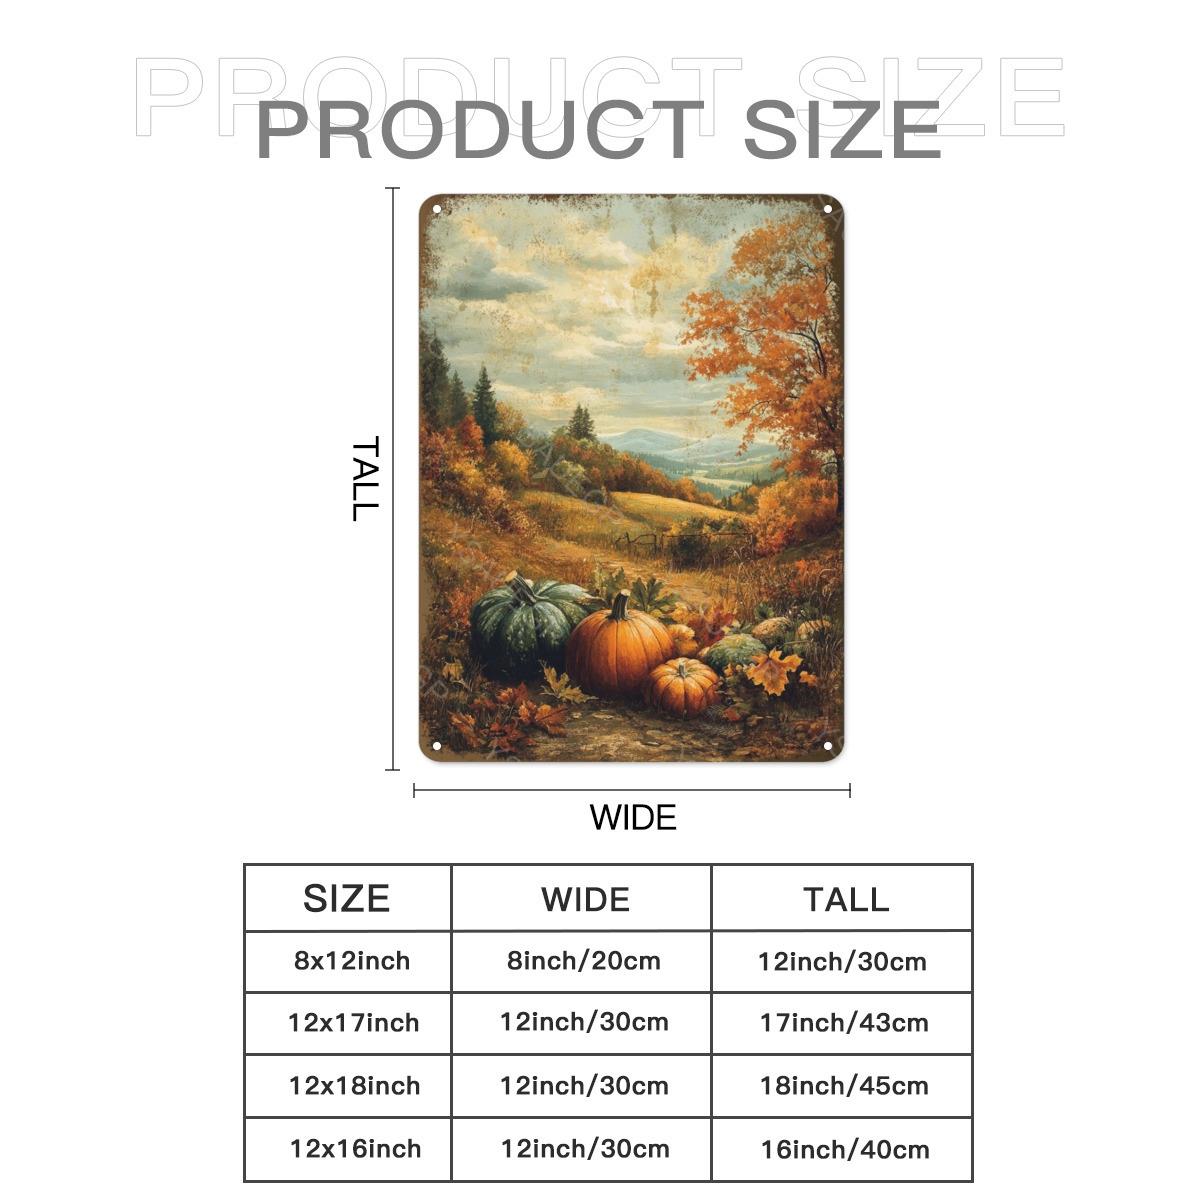 PRODUCT SIZE
PRODUCT SIZE
TALL
WIDE
SIZE WIDE TALL
8x12inch 8inch/20cm 12inch/30cm
12x17inch 12inch/30cm 17inch/43cm
12x18inch 12inch/30cm 18inch/45cm
12x16inch 12inch/30cm 16inch/40cm